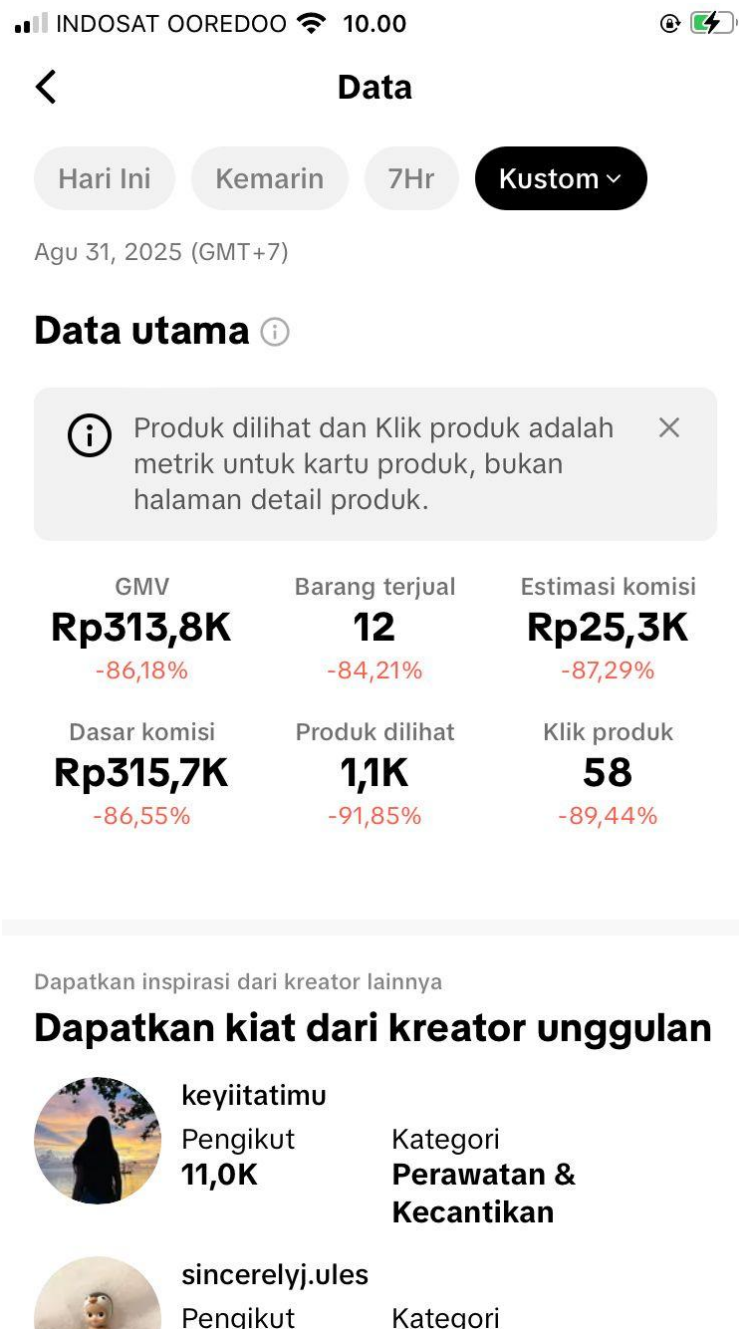 INDOSAT OOREDOO 10.00
Data
Hari Ini Kemarin 7Hr Kustom
Agu 31, 2025 (GMT+7)
Data utama
Produk dilihat dan Klik produk adalah
metrik untuk kartu produk, bukan
halaman detail produk.
GMV Barang terjual Estimasi komisi
Rp313,8K 12 Rp25,3K
-86,18% -84,21% -87,29%
Dasar komisi Produk dilihat Klik produk
Rp315,7K 1,1K 58
-86,55% -91,85% -89,44%
Dapatkan inspirasi dari kreator lainnya
Dapatkan kiat dari kreator unggulan
keyiitatimu
Pengikut Kategori
11,0K Perawatan &
Kecantikan
sincerelyj.ules
Pengikut Kategori